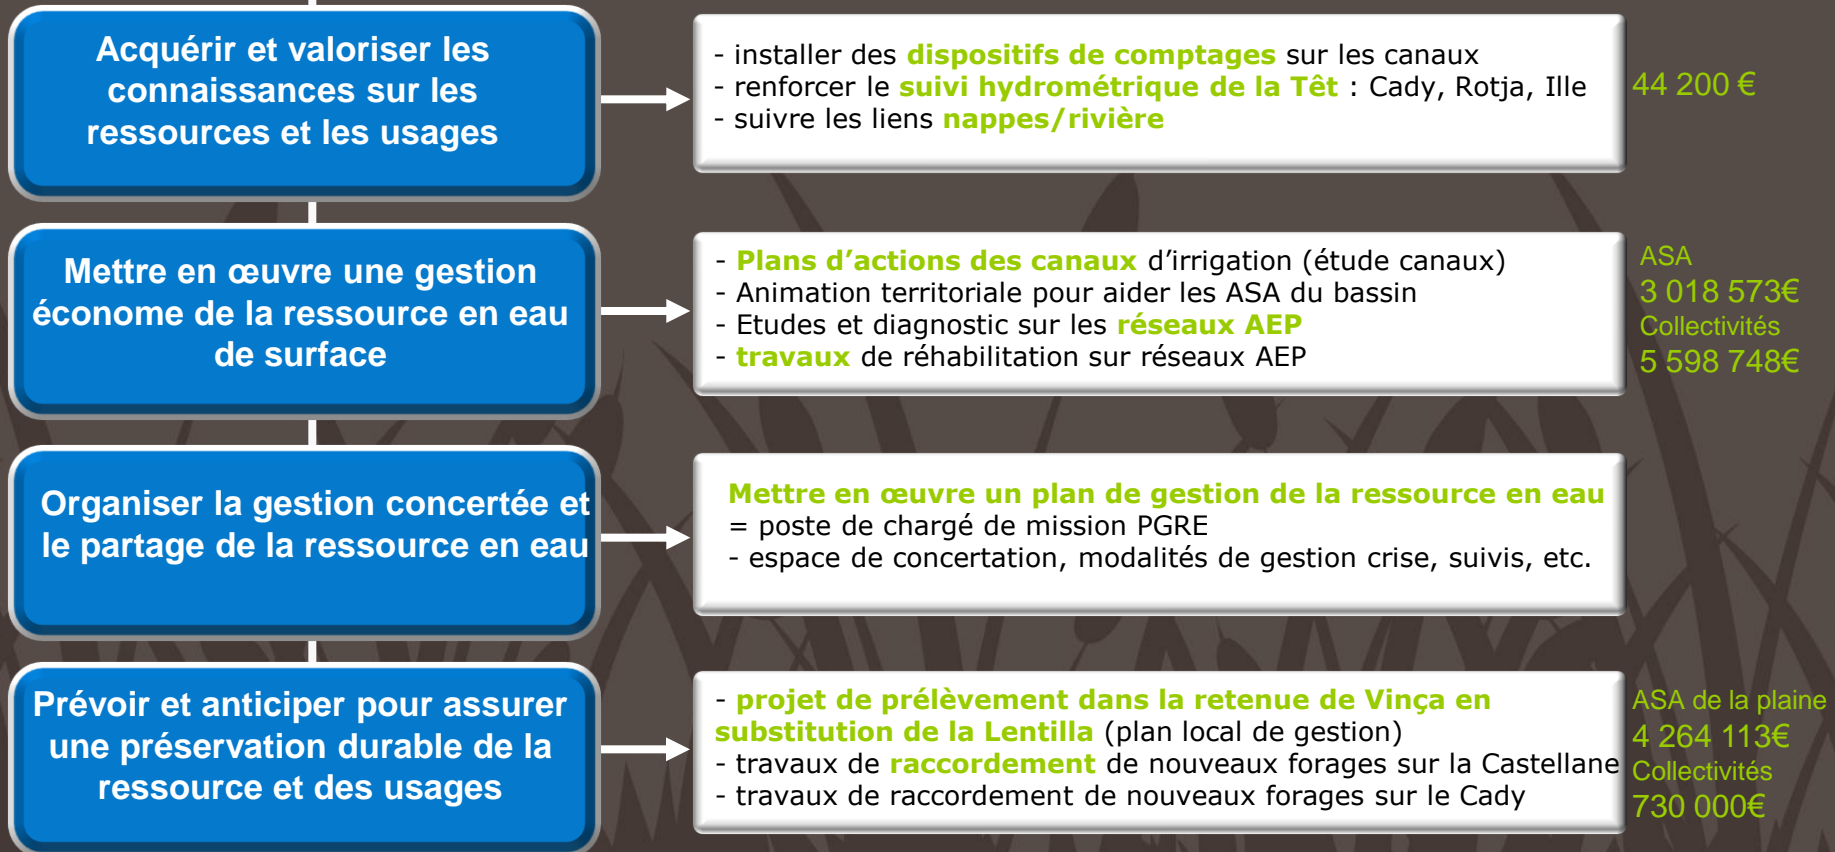 Acquérir et valoriser les
connaissances sur les
ressources et les usages
- installer des dispositifs de comptages sur les canaux
- renforcer le suivi hydrométrique de la Têt : Cady, Rotja, Ille
- suivre les liens nappes/rivière
44 200 €
Mettre en œuvre une gestion
économe de la ressource en eau
de surface
- Plans d’actions des canaux d’irrigation (étude canaux)
- Animation territoriale pour aider les ASA du bassin
- Etudes et diagnostic sur les réseaux AEP
- travaux de réhabilitation sur réseaux AEP
ASA
3 018 573€
Collectivités
5 598 748€
Organiser la gestion concertée et
le partage de la ressource en eau
Mettre en œuvre un plan de gestion de la ressource en eau
= poste de chargé de mission PGRE
- espace de concertation, modalités de gestion crise, suivis, etc.
Prévoir et anticiper pour assurer
une préservation durable de la
ressource et des usages
- projet de prélèvement dans la retenue de Vinça en
substitution de la Lentilla (plan local de gestion)
- travaux de raccordement de nouveaux forages sur la Castellane
- travaux de raccordement de nouveaux forages sur le Cady
ASA de la plaine
4 264 113€
Collectivités
730 000€